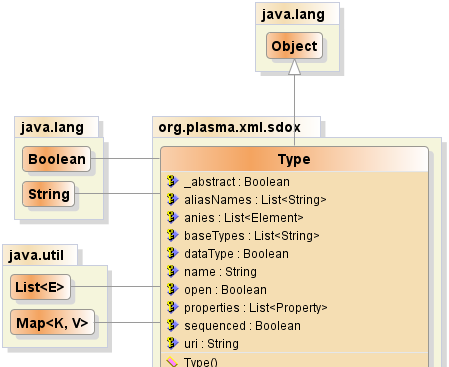 java.lang
Object
java.lang
Boolean
String
java.util
List<E>
Map<K, V>
org.plasma.xml.sdox
Type
_abstract : Boolean
aliasNames : List<String>
anies : List<Element>
baseTypes : List<String>
dataType : Boolean
name : String
open : Boolean
properties : List<Property>
sequenced : Boolean
uri : String
Type()